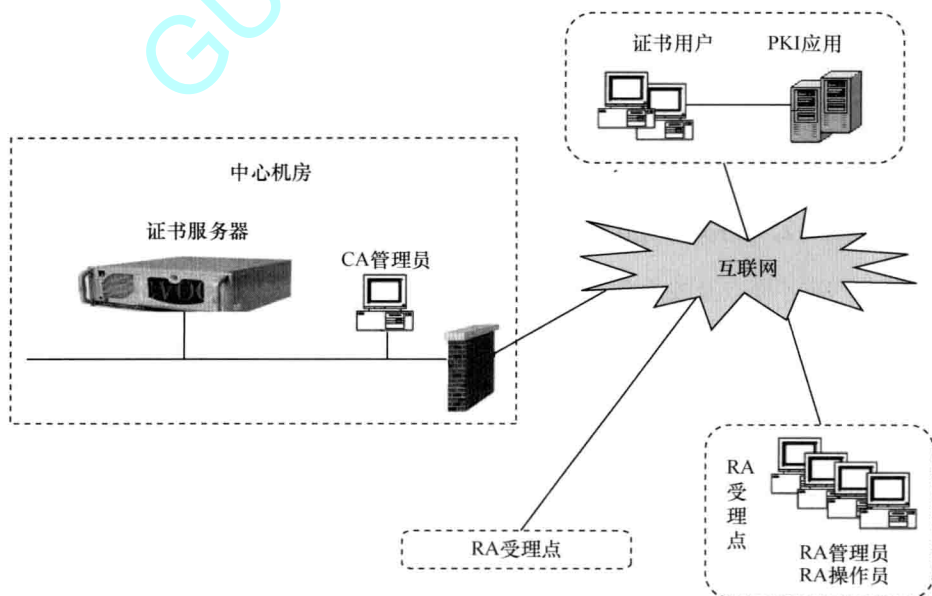 证书用户
PKI应用
中心机房
证书服务器
CA管理员
互联网
RA
受
理
点
RA管理员
RA操作员
RA受理点